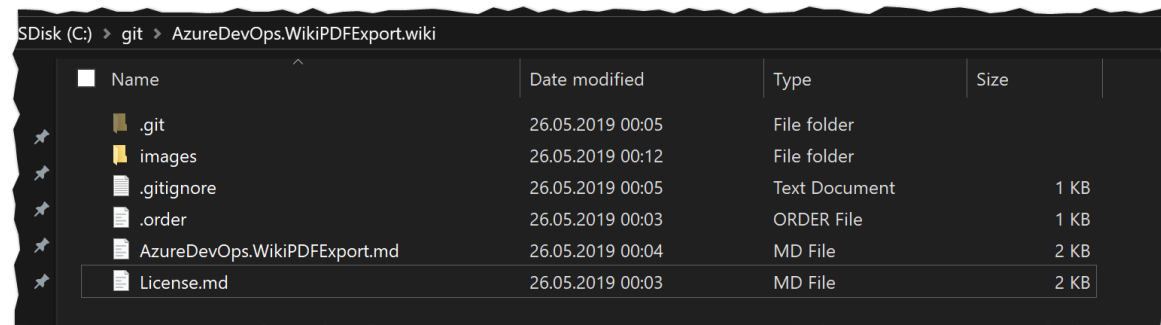 SDisk (C:) > git > AzureDevOps.WikiPDFExport.wiki
Name Date modified Type Size
.git 26.05.2019 00:05 File folder
images 26.05.2019 00:12 File folder
.gitignore 26.05.2019 00:05 Text Document 1 KB
.order 26.05.2019 00:03 ORDER File 1 KB
AzureDevOps.WikiPDFExport.md 26.05.2019 00:04 MD File 2 KB
License.md 26.05.2019 00:03 MD File 2 KB